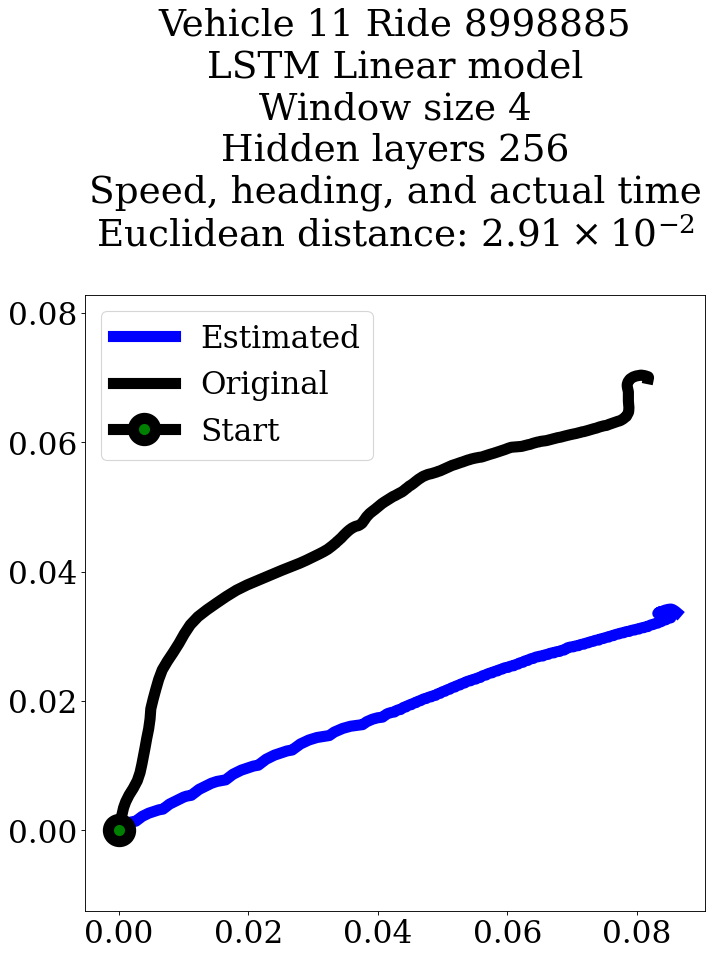 Vehicle 11 Ride 8998885
LSTM Linear model
Window size 4
Hidden layers 256
Speed, heading, and actual time
Euclidean distance: 2.91 × 10⁻²
Estimated
Original
Start
0.08
0.06
0.04
0.02
0.00
0.00 0.02 0.04 0.06 0.08